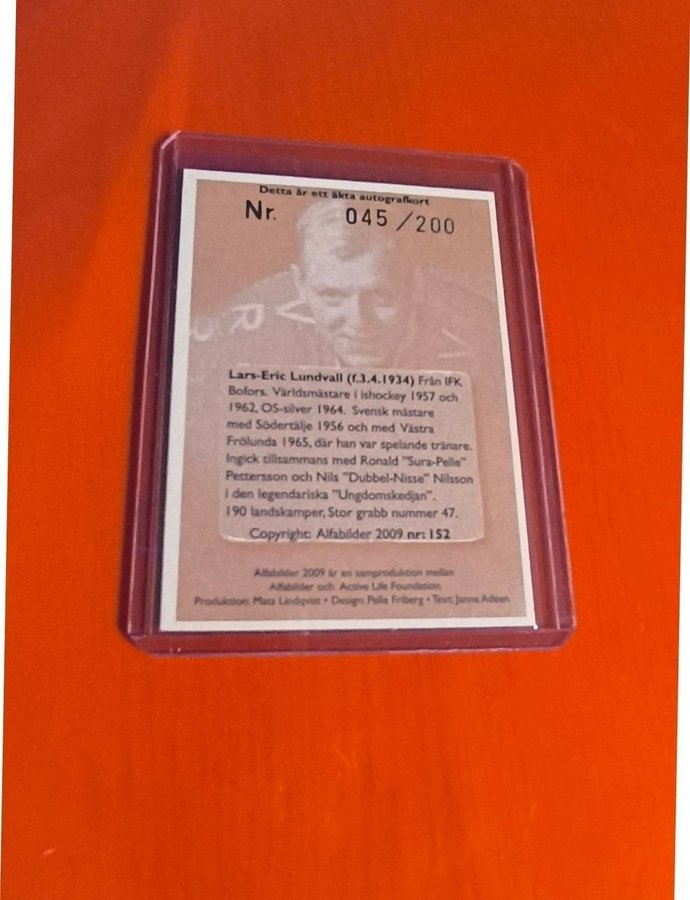 Detta är ett äkta autografkort
Nr. 045/200
Lars-Eric Lundvall (f.3.4.1934) Från IFK
Bofors. Världsmästare i ishockey 1957 och
1962, OS-silver 1964. Svensk mästare
med Södertälje 1956 och med Västra
Frölunda 1965, där han var spelande tränare.
Ingick tillsammans med Ronald "Sura-Pelle"
Pettersson och Nils "Dubbel-Nisse" Nilsson
i den legendariska "Ungdomskedjan".
190 landskamper, Stor grabb nummer 47.
Copyright: Alfabilder 2009 nr: 152
Alfabilder 2009 är en samproduktion mellan
Alfabilder och Active Life Foundation
Produktion: Mats Lindqvist • Design: Pelle Friberg • Text: Janne Adeen